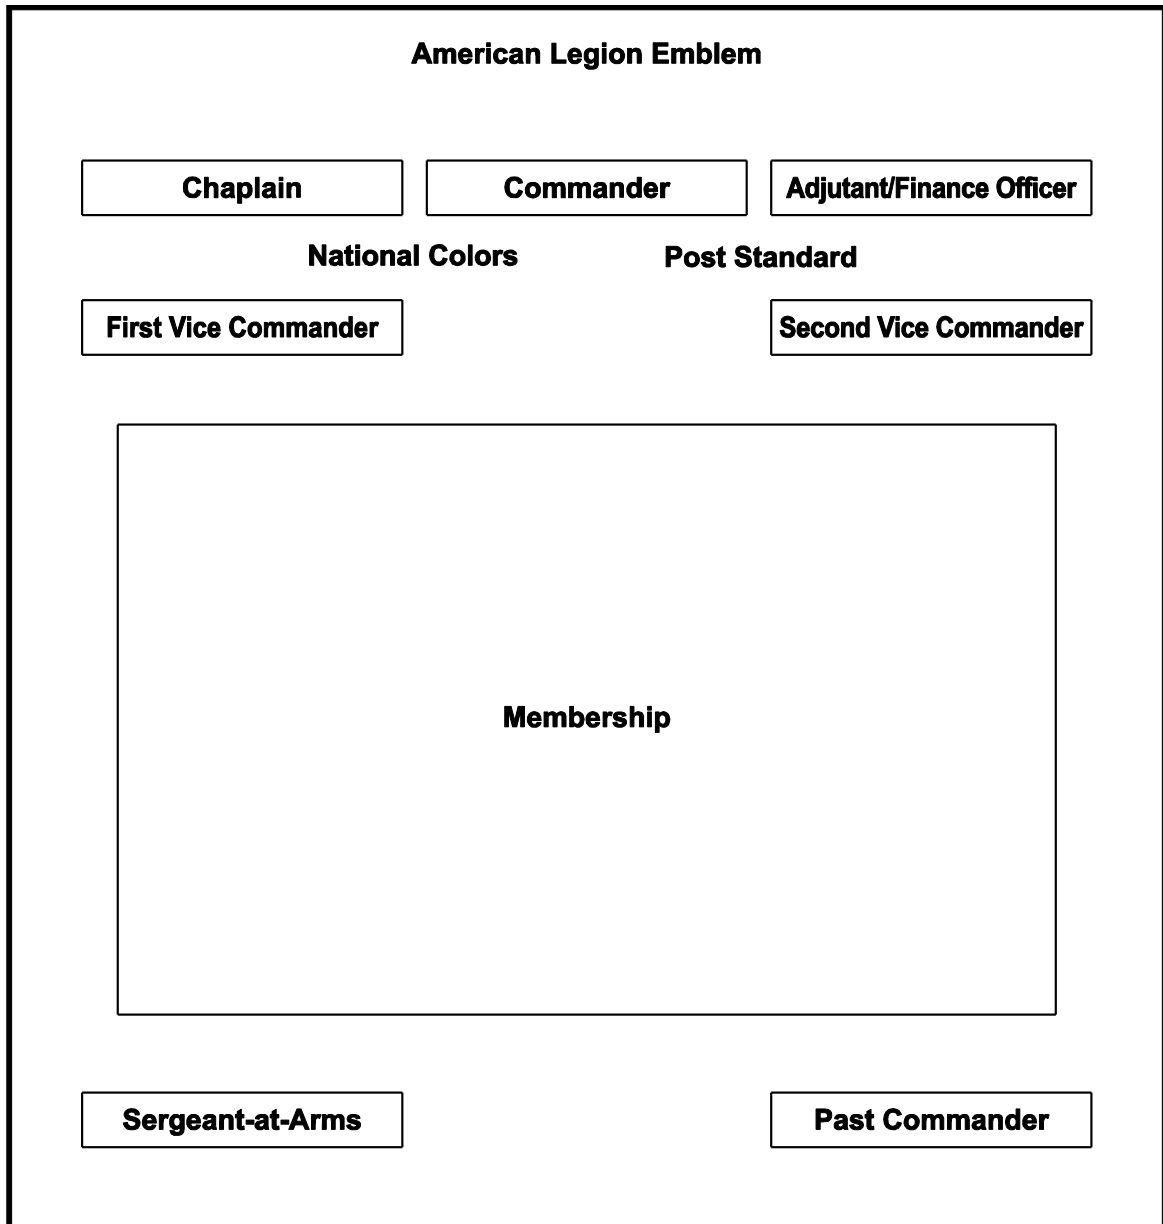 American Legion Emblem
Chaplain
Commander
Adjutant/Finance Officer
National Colors
Post Standard
First Vice Commander
Second Vice Commander
Membership
Sergeant-at-Arms
Past Commander